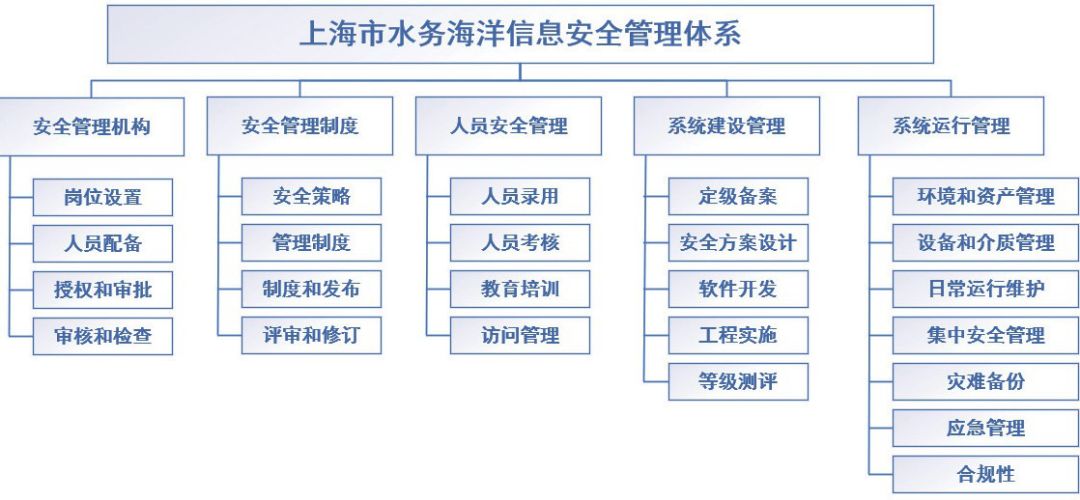 上海市水务海洋信息安全管理体系
安全管理机构
岗位设置
人员配备
授权和审批
审核和检查
安全管理制度
安全策略
管理制度
制度和发布
评审和修订
人员安全管理
人员录用
人员考核
教育培训
访问管理
系统建设管理
定级备案
安全方案设计
软件开发
工程实施
等级测评
系统运行管理
环境和资产管理
设备和介质管理
日常运行维护
集中安全管理
灾难备份
应急管理
合规性